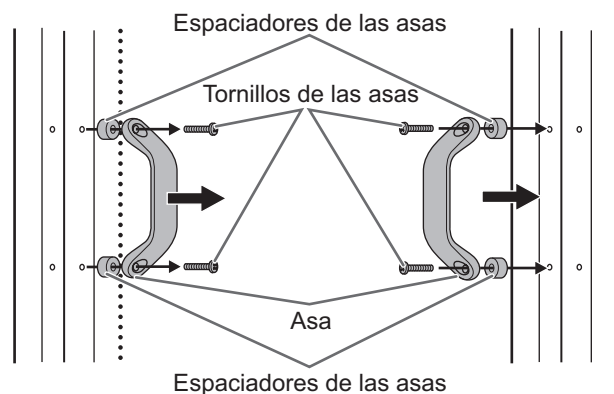 Espaciadores de las asas
Tornillos de las asas
Asa
Espaciadores de las asas